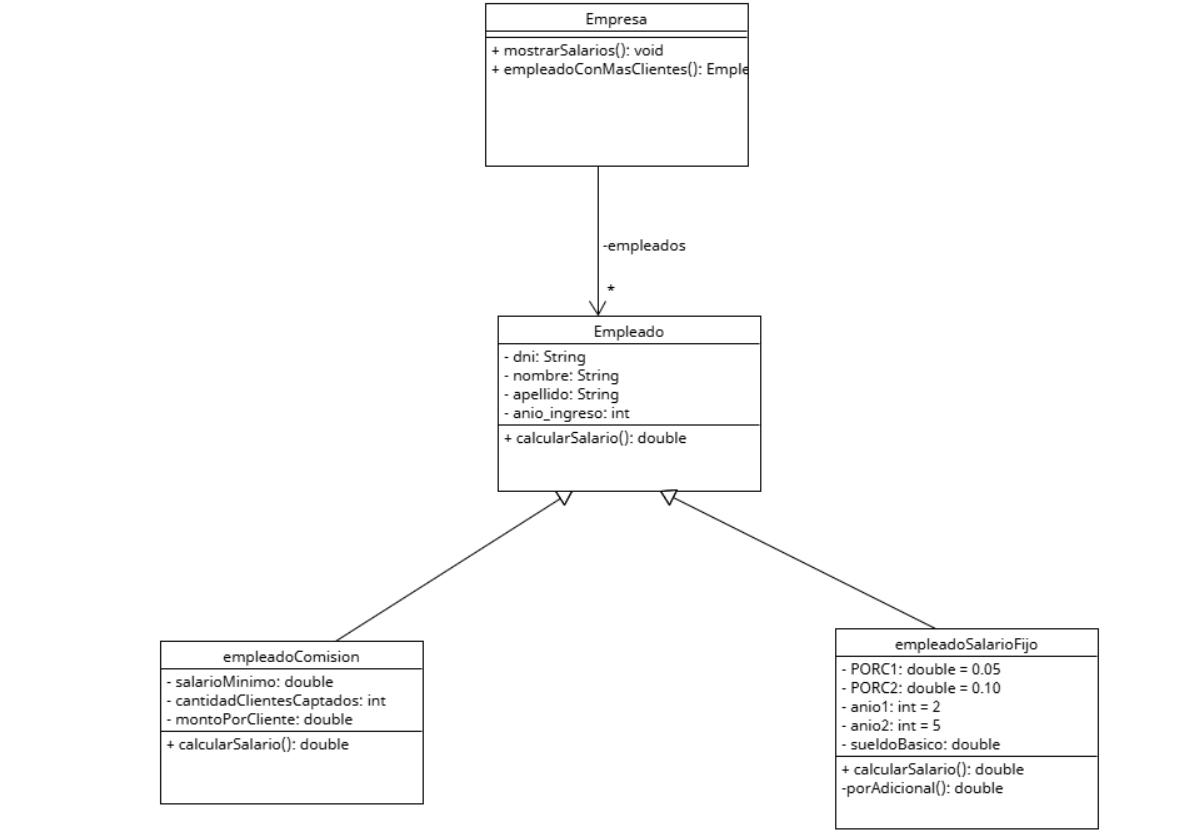 Empresa
+ mostrarSalarios(): void
+ empleadoConMasClientes(): Emple
-empleados
*
Empleado
- dni: String
- nombre: String
- apellido: String
- anio_ingreso: int
+ calcularSalario(): double
empleadoComision
- salarioMinimo: double
- cantidadClientesCaptados: int
- montoPorCliente: double
+ calcularSalario(): double
empleadoSalarioFijo
- PORC1: double = 0.05
- PORC2: double = 0.10
- anio1: int = 2
- anio2: int = 5
- sueldoBasico: double
+ calcularSalario(): double
-porAdicional(): double